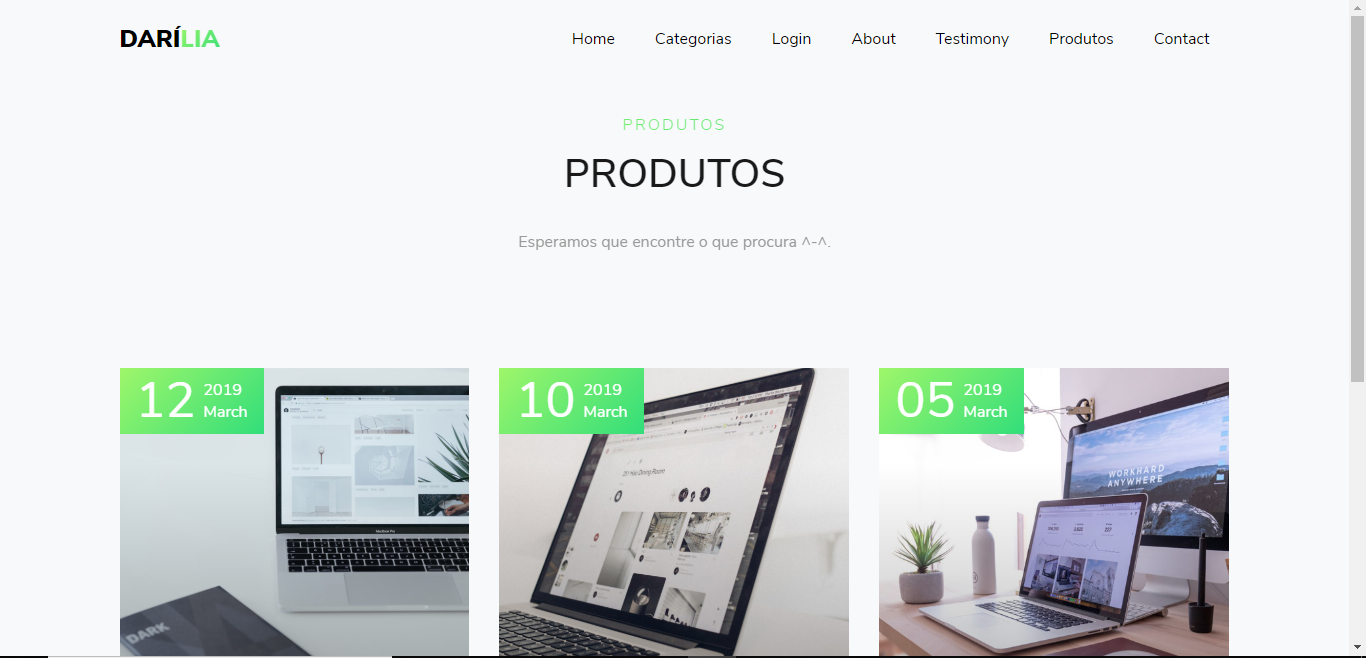 DARÍLIA
Home Categorias Login About Testimony Produtos Contact
PRODUTOS
PRODUTOS
Esperamos que encontre o que procura ^-^.
12 2019 March
10 2019 March
05 2019 March
WORKHARD
ANYWHERE
DARK